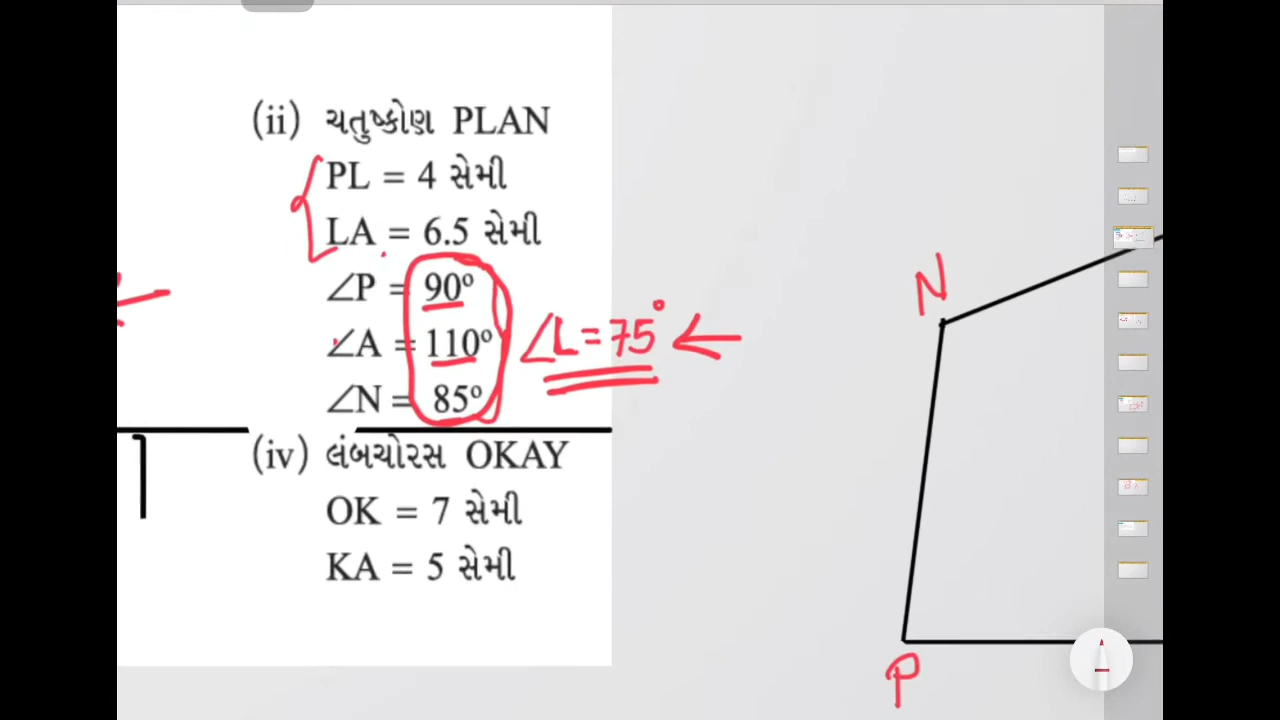 (ii) ચતુષ્કોણ PLAN
PL = 4 સેમી
LA = 6.5 સેમી
∠P = 90°
∠A = 110°
∠L = 75°
∠N = 85°
(iv) લંબચોરસ OKAY
OK = 7 સેમી
KA = 5 સેમી
N
P